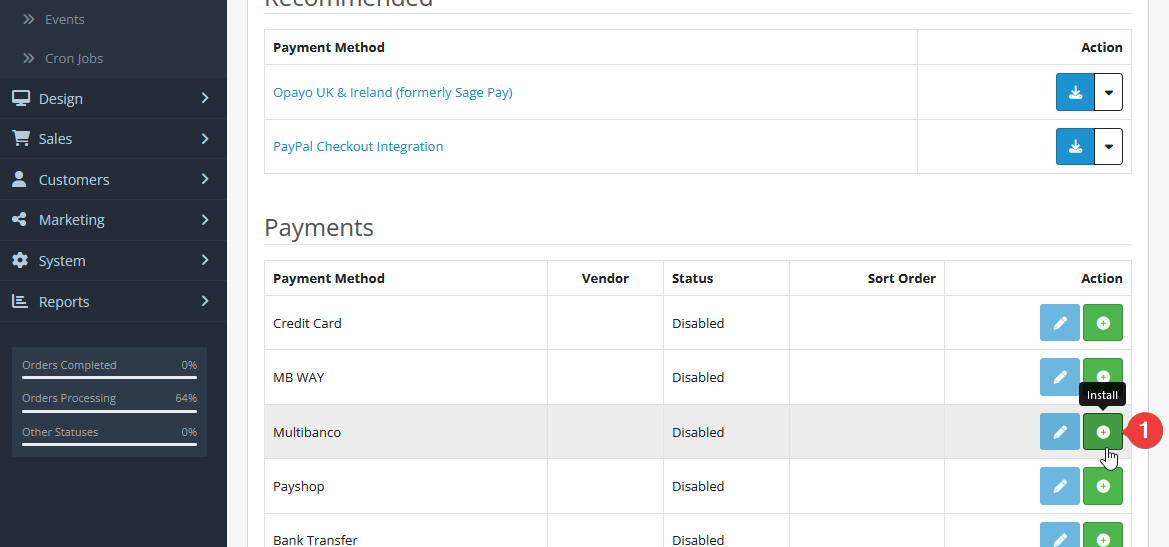 Events
Cron Jobs
Design
Sales
Customers
Marketing
System
Reports
Orders Completed 0%
Orders Processing 64%
Other Statuses 0%
Recommended
Payment Method Action
Opayo UK & Ireland (formerly Sage Pay)
PayPal Checkout Integration
Payments
Payment Method Vendor Status Sort Order Action
Credit Card Disabled
MB WAY Disabled
Install
Multibanco Disabled 1
Payshop Disabled
Bank Transfer Disabled